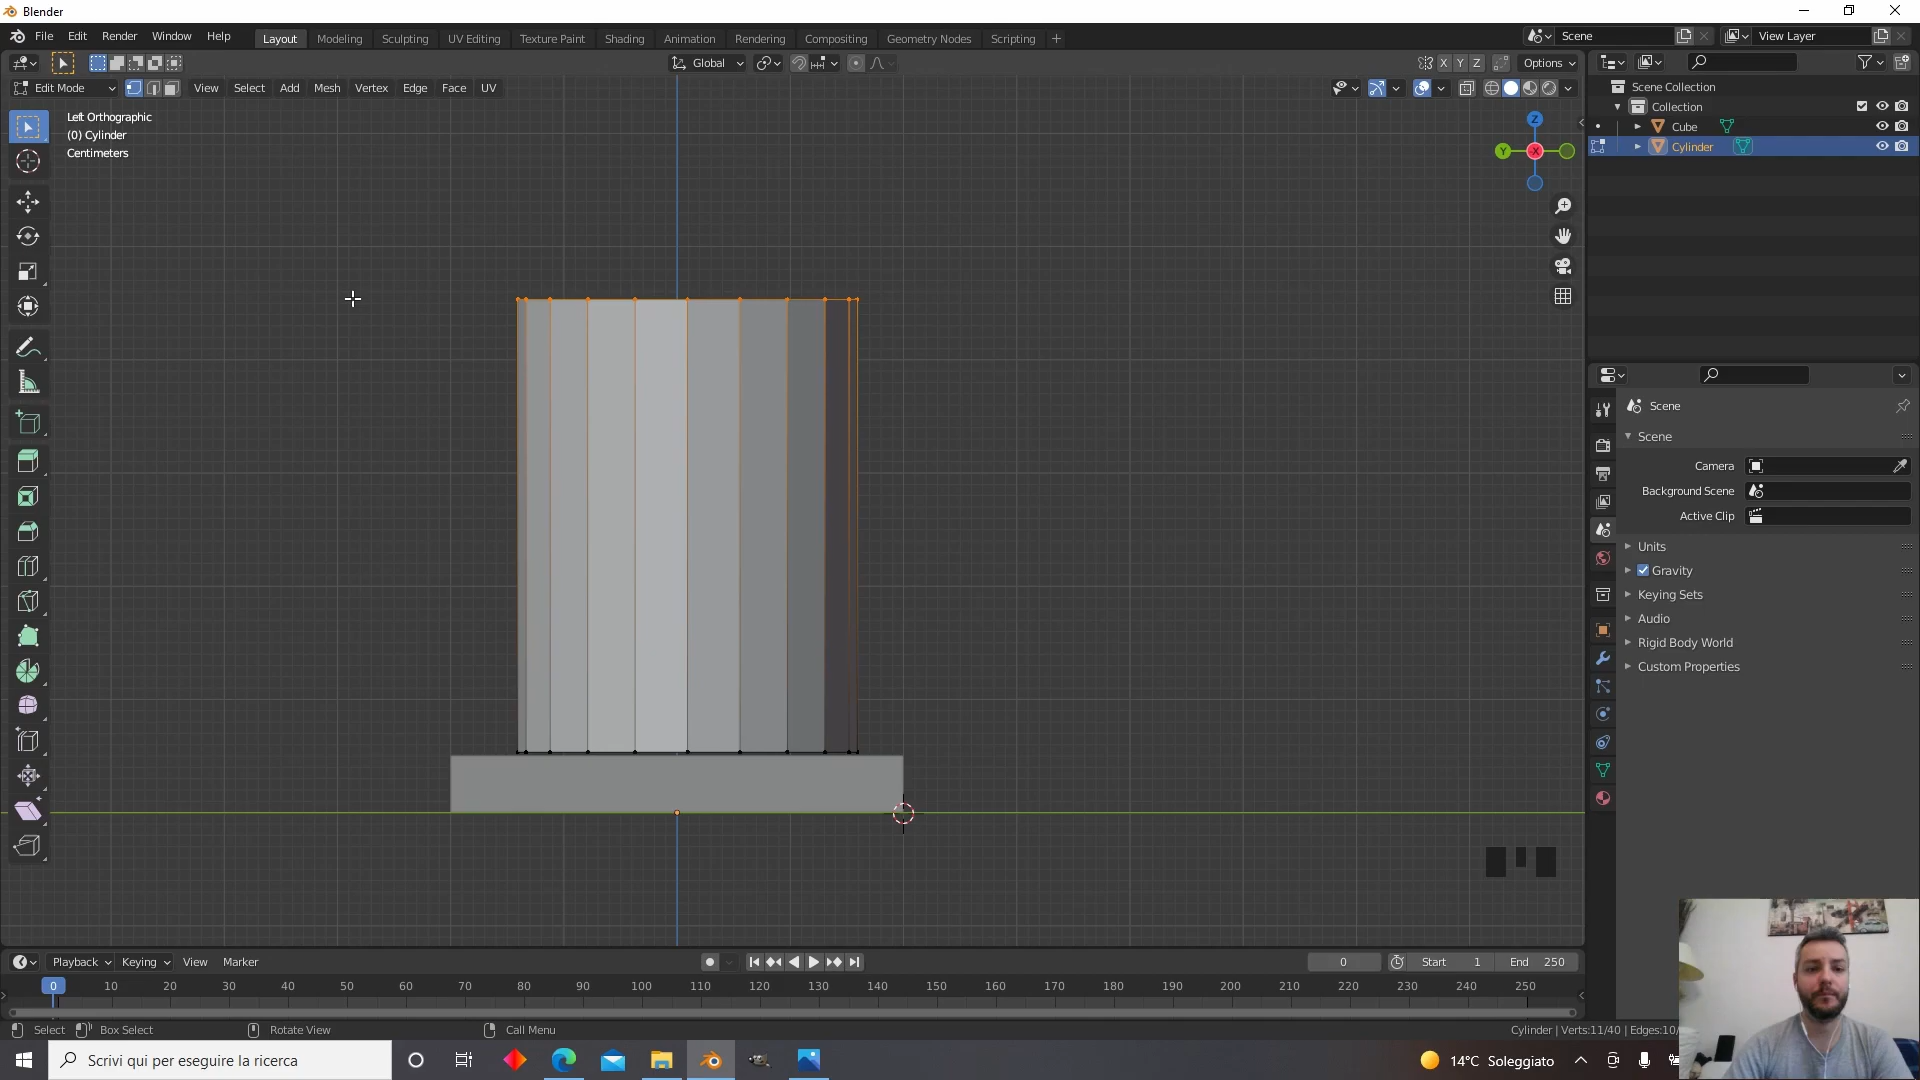 Blender
File Edit Render Window Help
Layout Modeling Sculpting UV Editing Texture Paint Shading Animation Rendering Compositing Geometry Nodes Scripting +
Scene
View Layer
Global
X Y Z
Options
Edit Mode
View Select Add Mesh Vertex Edge Face UV
Left Orthographic
(0) Cylinder
Centimeters
Z
Y
X
Scene Collection
Collection
Cube
Cylinder
Scene
Scene
Camera
Background Scene
Active Clip
Units
Gravity
Keying Sets
Audio
Rigid Body World
Custom Properties
Playback Keying View Marker
0
Start 1
End 250
0 10 20 30 40 50 60 70 80 90 100 110 120 130 140 150 160 170 180 190 200 210 220 230 240 250
Select Box Select Rotate View Call Menu
Cylinder | Verts:11/40 | Edges:10/
Scrivi qui per eseguire la ricerca
14°C Soleggiato